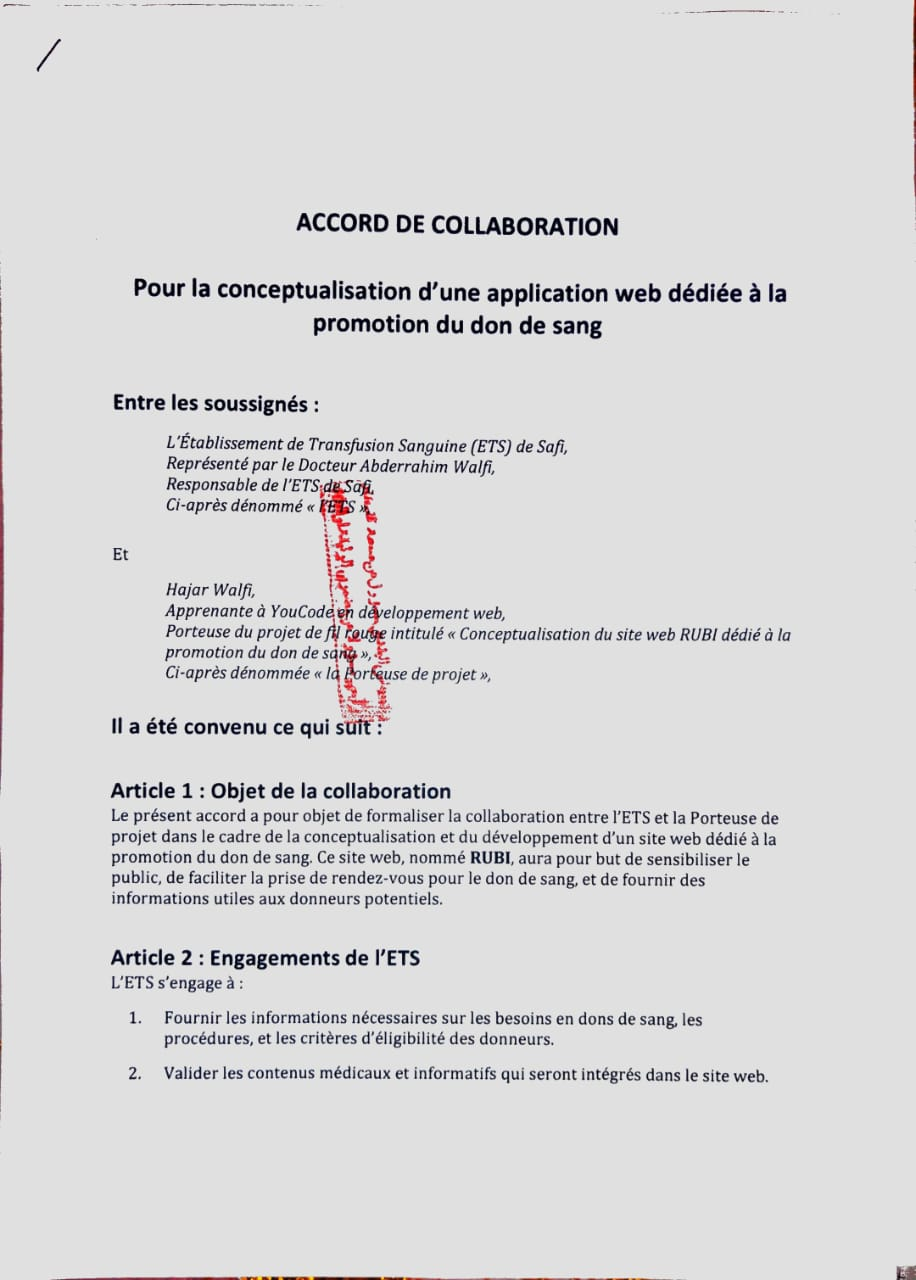 ACCORD DE COLLABORATION
Pour la conceptualisation d’une application web dédiée à la
promotion du don de sang
Entre les soussignés :
L’Établissement de Transfusion Sanguine (ETS) de Safi,
Représenté par le Docteur Abderrahim Walfi,
Responsable de l’ETS de Safi,
Ci-après dénommé « l’ETS »,
Et
Hajar Walfi,
Apprenante à YouCode en développement web,
Porteuse du projet de fil rouge intitulé « Conceptualisation du site web RUBI dédié à la
promotion du don de sang »,
Ci-après dénommée « la Porteuse de projet »,
Il a été convenu ce qui suit :
Article 1 : Objet de la collaboration
Le présent accord a pour objet de formaliser la collaboration entre l’ETS et la Porteuse de
projet dans le cadre de la conceptualisation et du développement d’un site web dédié à la
promotion du don de sang. Ce site web, nommé RUBI, aura pour but de sensibiliser le
public, de faciliter la prise de rendez-vous pour le don de sang, et de fournir des
informations utiles aux donneurs potentiels.
Article 2 : Engagements de l’ETS
L’ETS s’engage à :
1. Fournir les informations nécessaires sur les besoins en dons de sang, les
procédures, et les critères d’éligibilité des donneurs.
2. Valider les contenus médicaux et informatifs qui seront intégrés dans le site web.